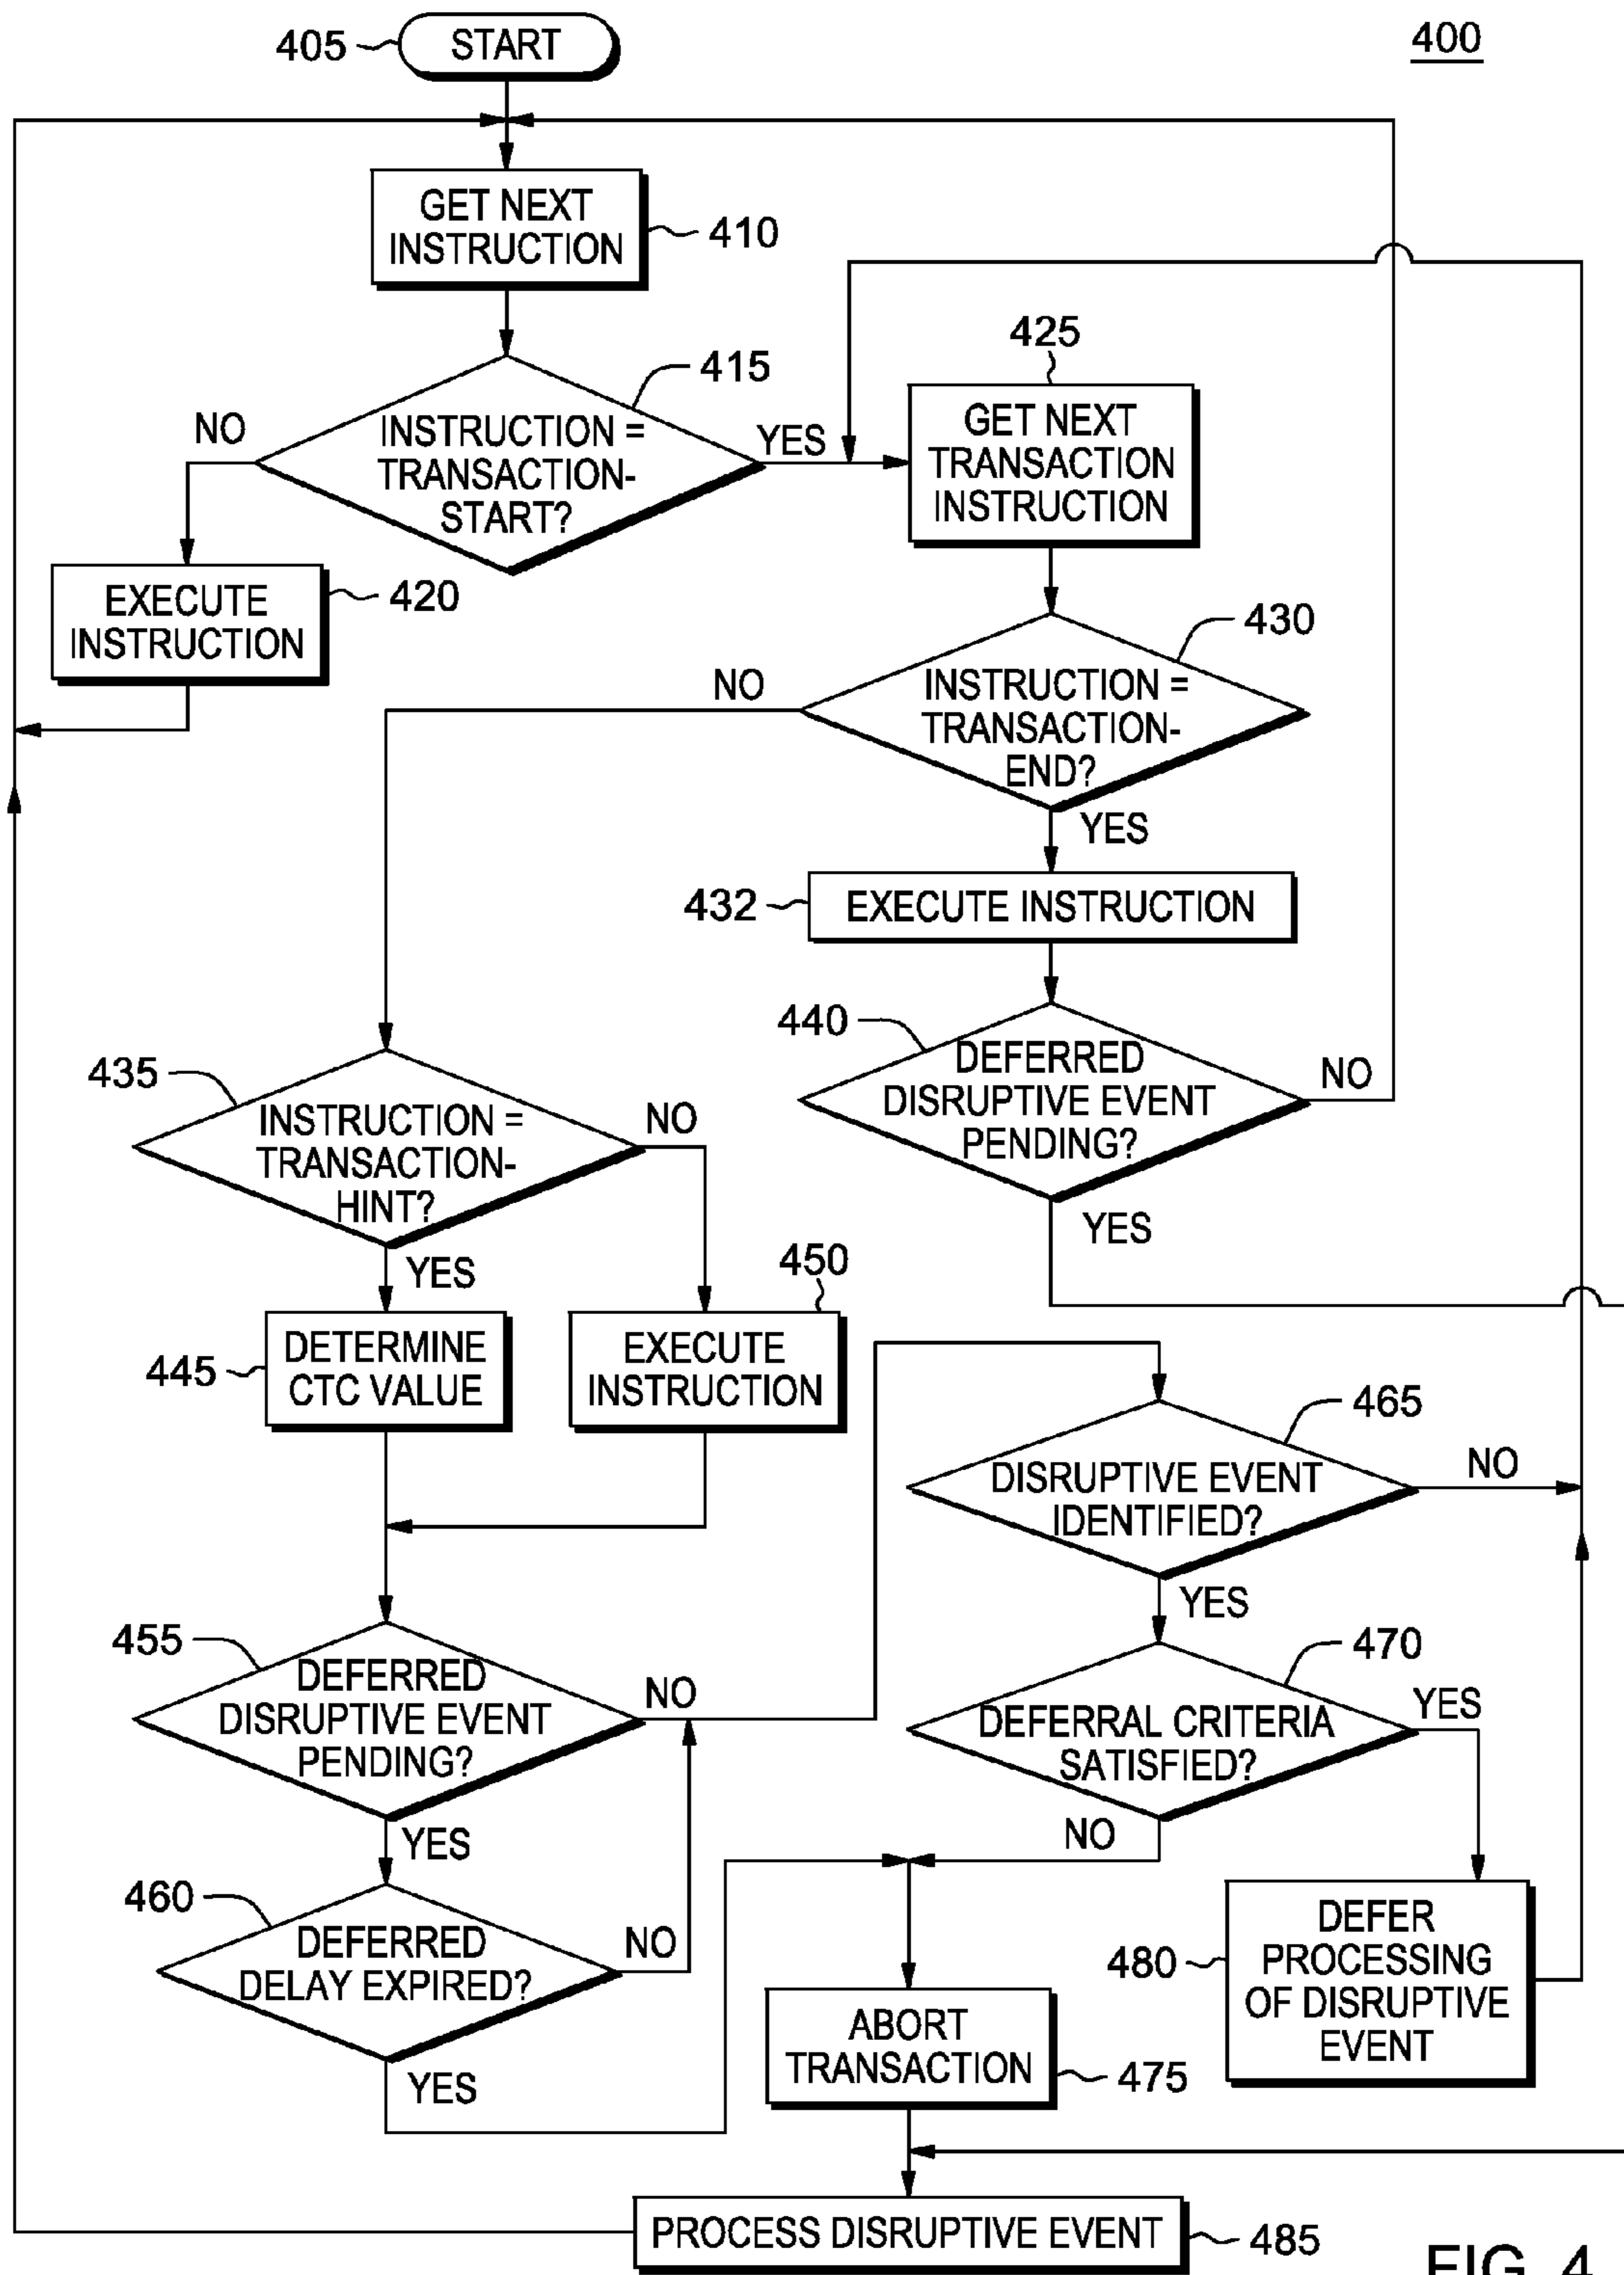 400
405
START
GET NEXT
INSTRUCTION
410
415
INSTRUCTION =
TRANSACTION-
START?
NO
YES
425
GET NEXT
TRANSACTION
INSTRUCTION
EXECUTE
INSTRUCTION
420
430
INSTRUCTION =
TRANSACTION-
END?
NO
YES
432
EXECUTE INSTRUCTION
440
DEFERRED
DISRUPTIVE EVENT
PENDING?
NO
YES
435
INSTRUCTION =
TRANSACTION-
HINT?
NO
YES
445
DETERMINE
CTC VALUE
450
EXECUTE
INSTRUCTION
465
DISRUPTIVE EVENT
IDENTIFIED?
NO
YES
455
DEFERRED
DISRUPTIVE EVENT
PENDING?
NO
YES
470
DEFERRAL CRITERIA
SATISFIED?
YES
NO
460
DEFERRED
DELAY EXPIRED?
NO
YES
480
DEFER
PROCESSING
OF DISRUPTIVE
EVENT
ABORT
TRANSACTION
475
PROCESS DISRUPTIVE EVENT
485
FIG. 4